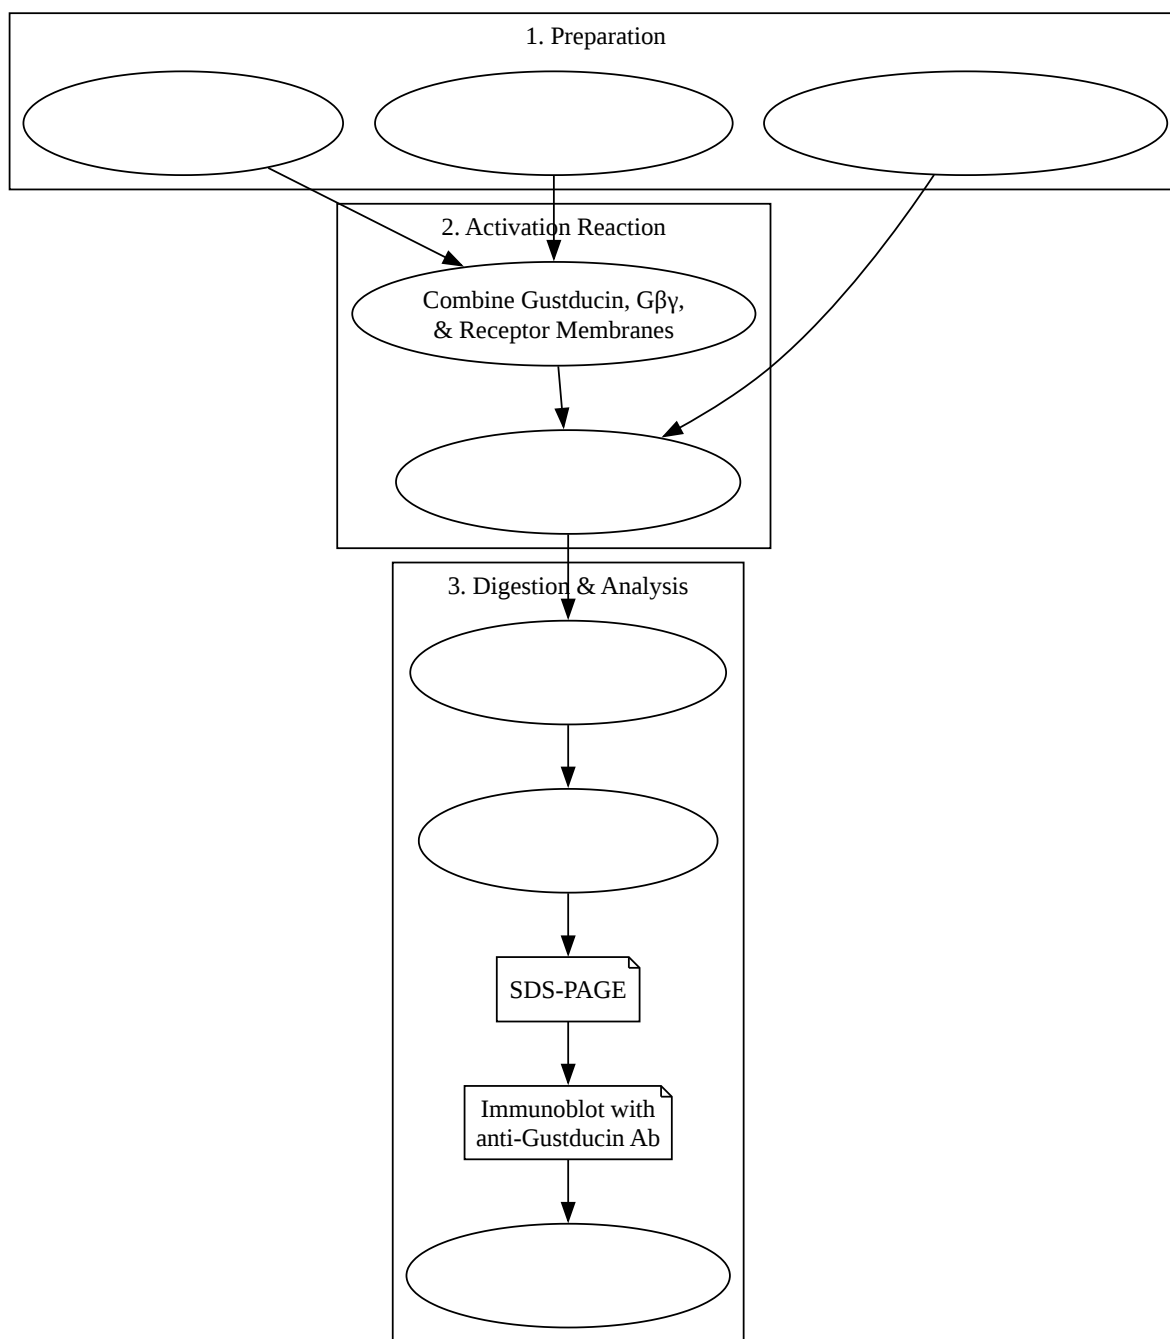 1. Preparation
2. Activation Reaction
Combine Gustducin, Gβγ,
& Receptor Membranes
3. Digestion & Analysis
SDS-PAGE
Immunoblot with
anti-Gustducin Ab